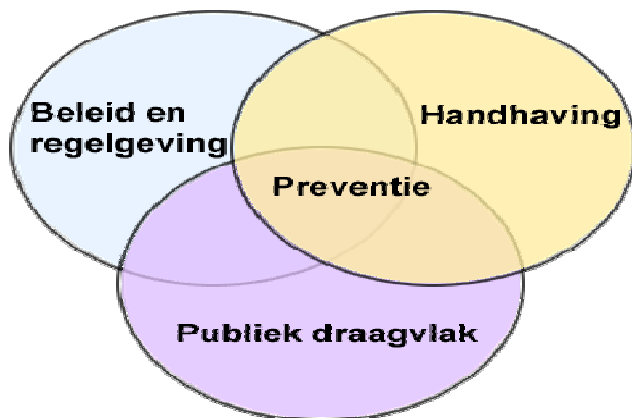 Beleid en
regelgeving
Handhaving
Preventie
Publiek draagvlak